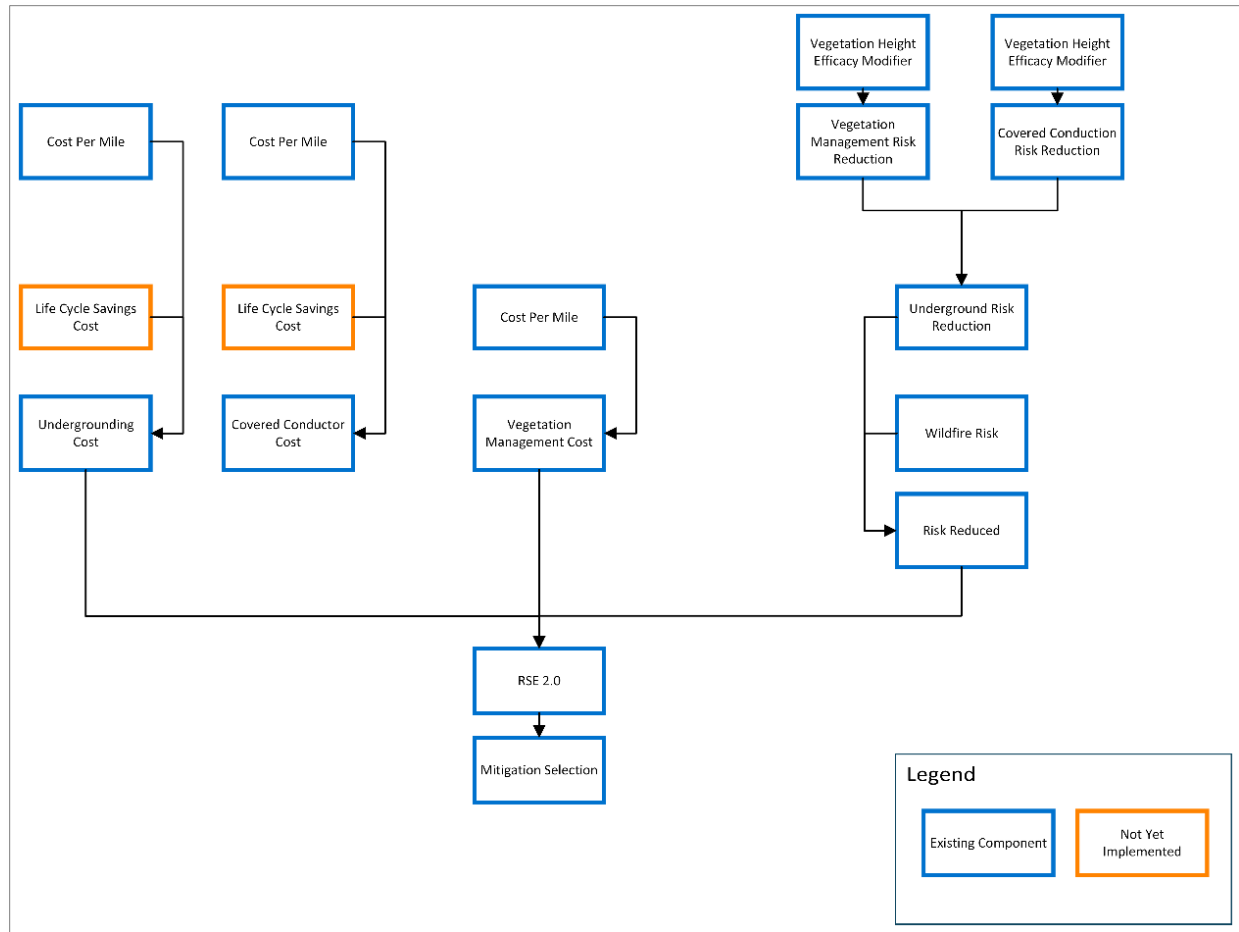 Vegetation Height
Efficacy Modifier
Vegetation Height
Efficacy Modifier
Cost Per Mile
Cost Per Mile
Vegetation
Management Risk
Reduction
Covered Conduction
Risk Reduction
Life Cycle Savings
Cost
Life Cycle Savings
Cost
Cost Per Mile
Underground Risk
Reduction
Undergrounding
Cost
Covered Conductor
Cost
Vegetation
Management Cost
Wildfire Risk
Risk Reduced
RSE 2.0
Mitigation Selection
Legend
Existing Component
Not Yet
Implemented